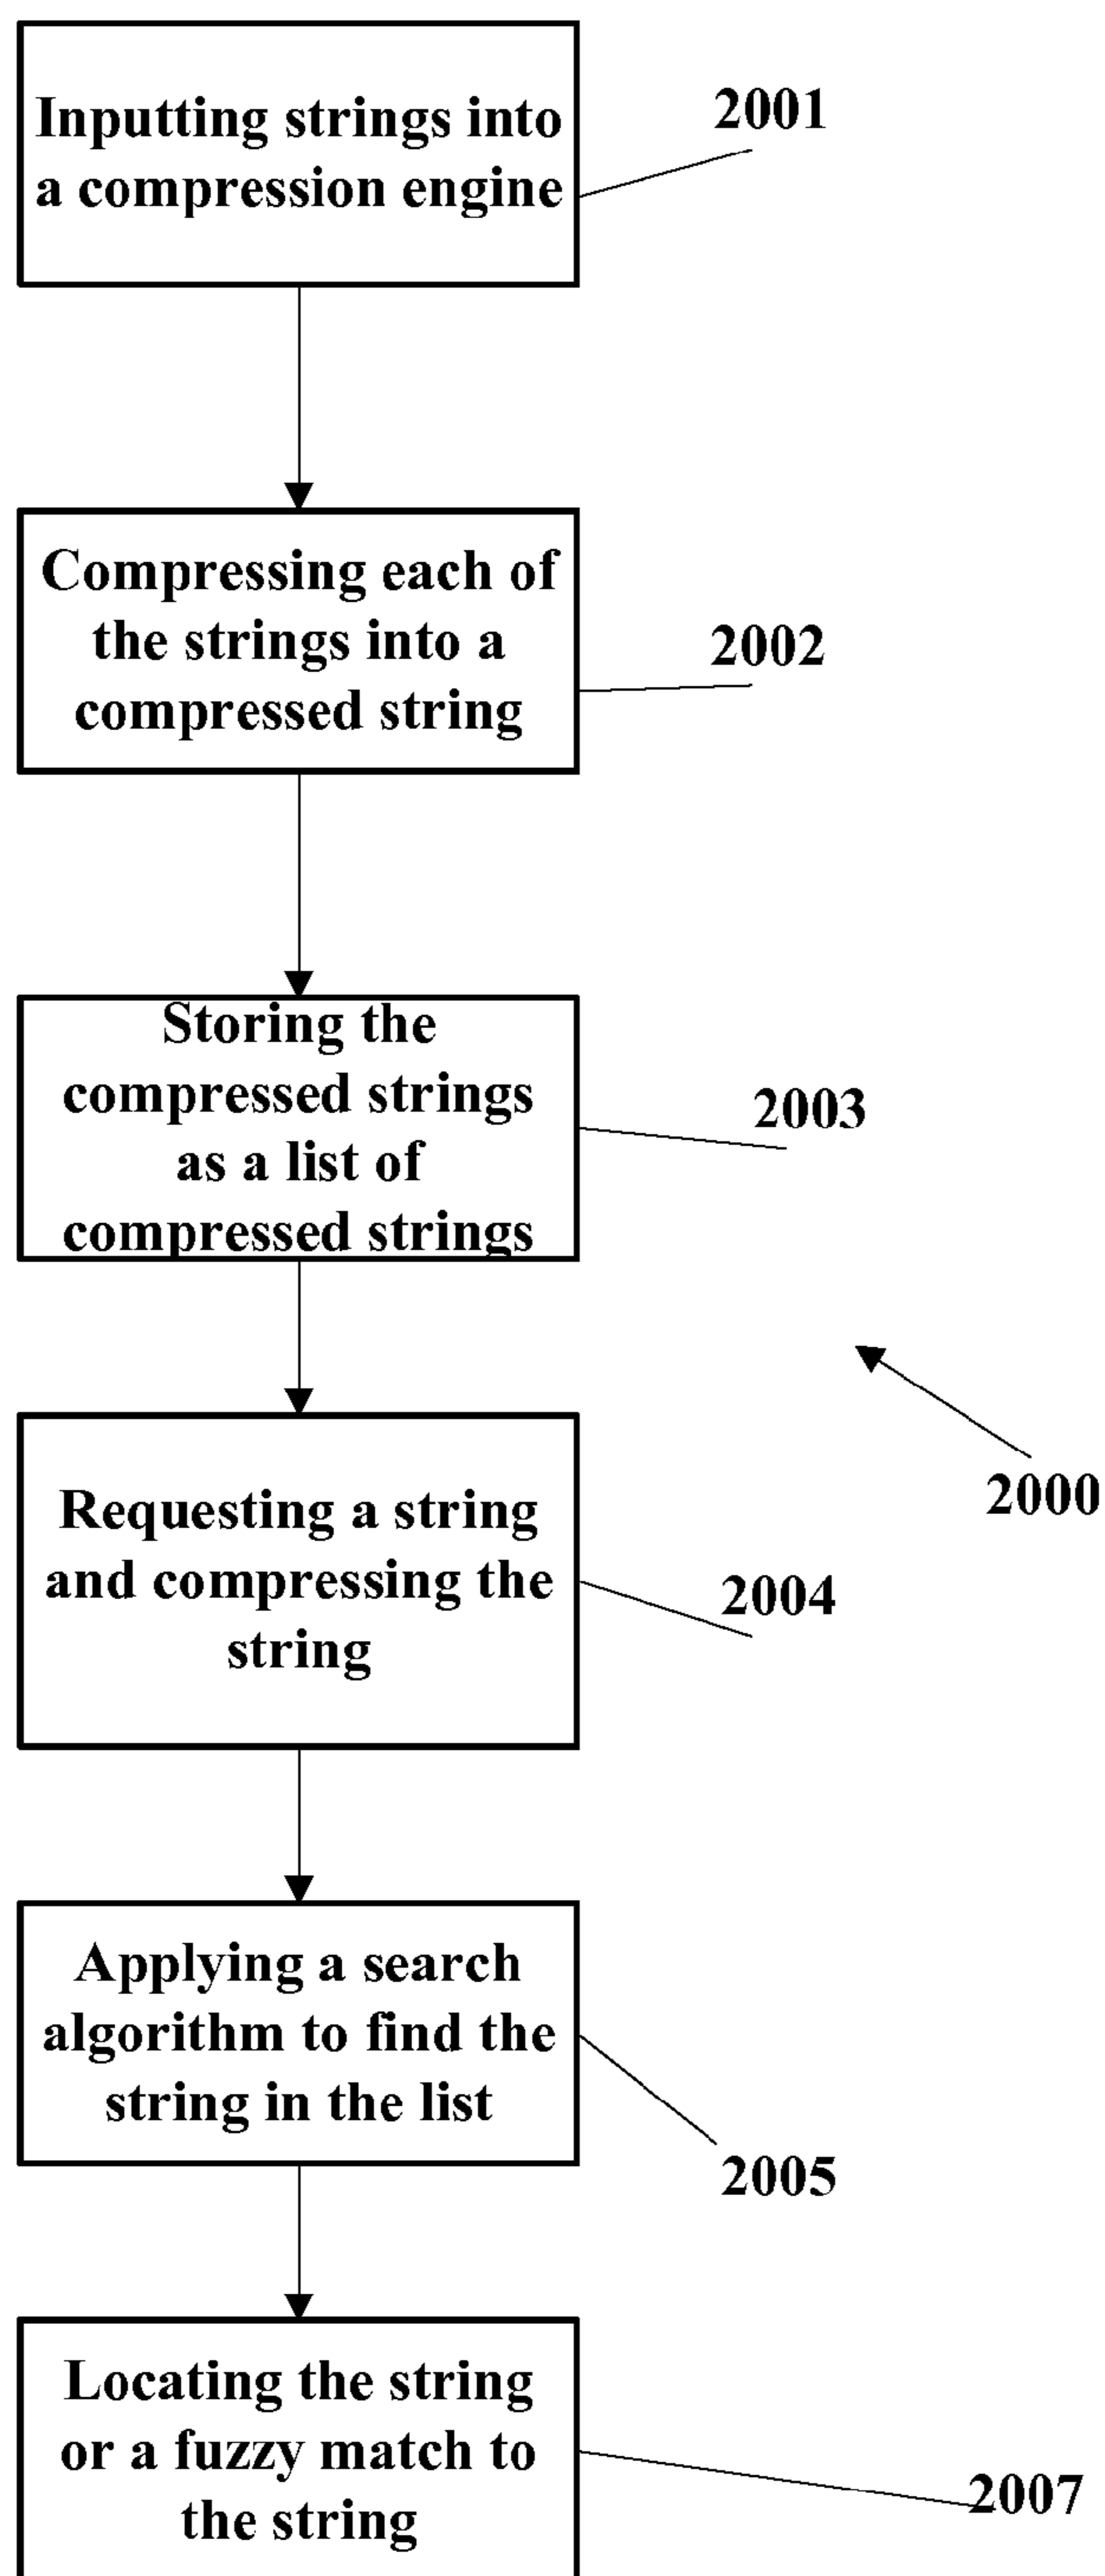 Inputting strings into
a compression engine
2001
Compressing each of
the strings into a
compressed string
2002
Storing the
compressed strings
as a list of
compressed strings
2003
2000
Requesting a string
and compressing the
string
2004
Applying a search
algorithm to find the
string in the list
2005
Locating the string
or a fuzzy match to
the string
2007